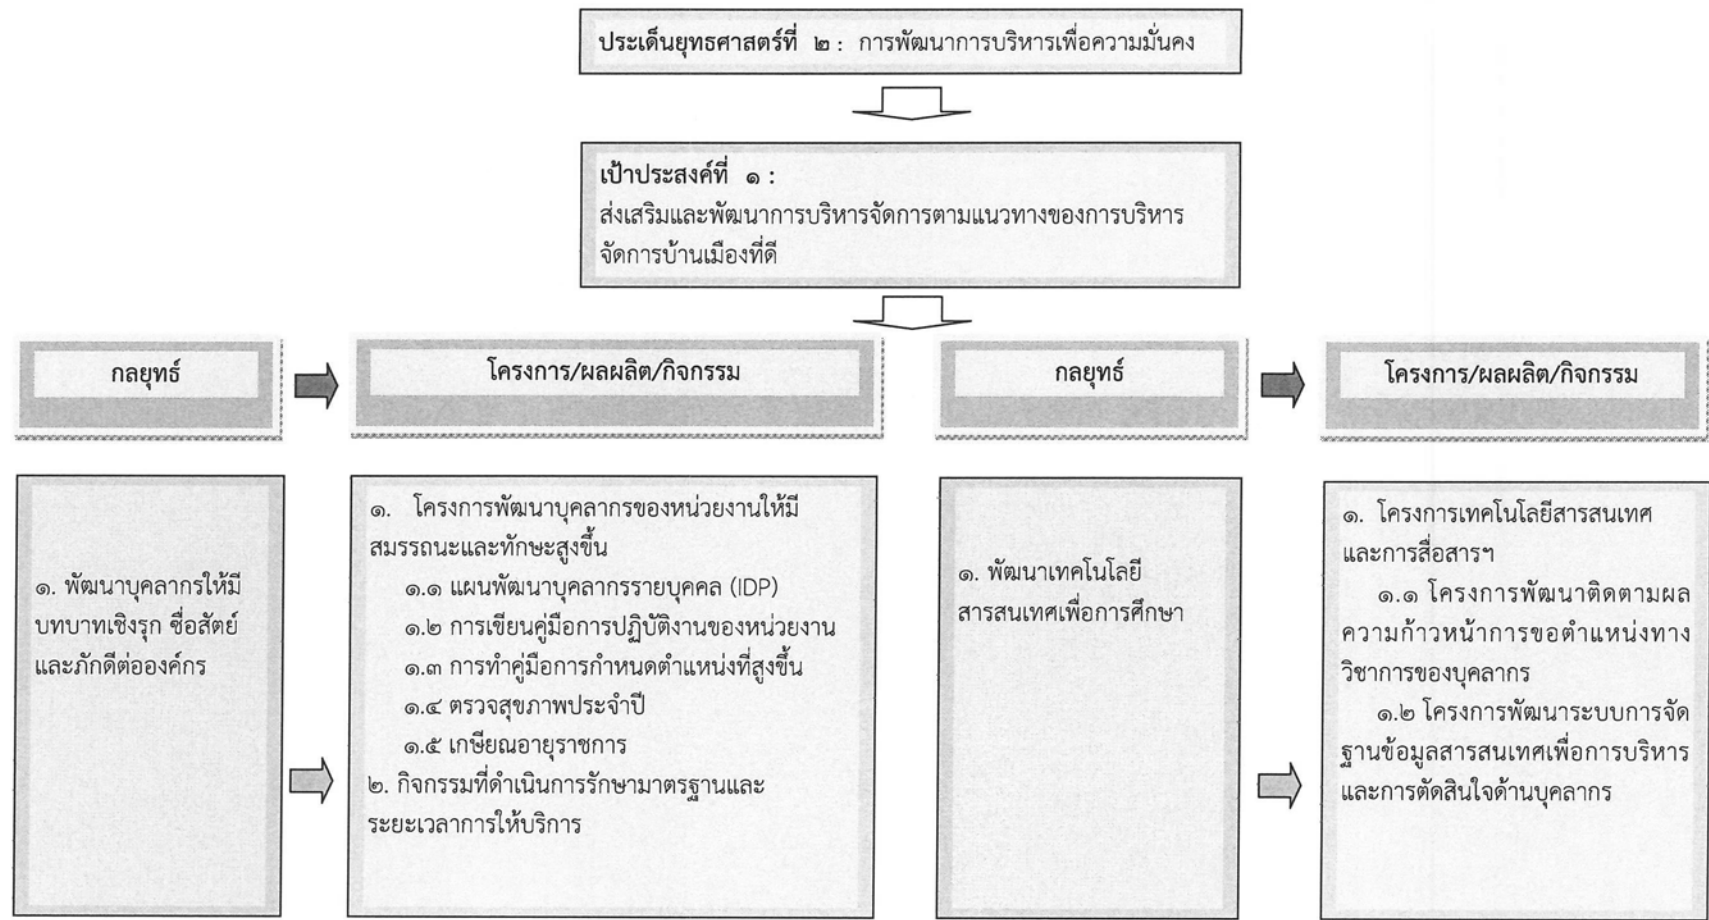 ประเด็นยุทธศาสตร์ที่ ๒ : การพัฒนาการบริหารเพื่อความมั่นคง
เป้าประสงค์ที่ ๑ :
ส่งเสริมและพัฒนาการบริหารจัดการตามแนวทางของการบริหาร
จัดการบ้านเมืองที่ดี
กลยุทธ์
โครงการ/ผลผลิต/กิจกรรม
กลยุทธ์
โครงการ/ผลผลิต/กิจกรรม
๑. พัฒนาบุคลากรให้มี
บทบาทเชิงรุก ซื่อสัตย์
และภักดีต่อองค์กร
๑. โครงการพัฒนาบุคลากรของหน่วยงานให้มี
สมรรถนะและทักษะสูงขึ้น
๑.๑ แผนพัฒนาบุคลากรรายบุคคล (IDP)
๑.๒ การเขียนคู่มือการปฏิบัติงานของหน่วยงาน
๑.๓ การทำคู่มือการกำหนดตำแหน่งที่สูงขึ้น
๑.๔ ตรวจสุขภาพประจำปี
๑.๕ เกษียณอายุราชการ
๒. กิจกรรมที่ดำเนินการรักษามาตรฐานและ
ระยะเวลาการให้บริการ
๑. พัฒนาเทคโนโลยี
สารสนเทศเพื่อการศึกษา
๑. โครงการเทคโนโลยีสารสนเทศ
และการสื่อสารฯ
๑.๑ โครงการพัฒนาติดตามผล
ความก้าวหน้าการขอตำแหน่งทาง
วิชาการของบุคลากร
๑.๒ โครงการพัฒนาระบบการจัด
ฐานข้อมูลสารสนเทศเพื่อการบริหาร
และการตัดสินใจด้านบุคลากร